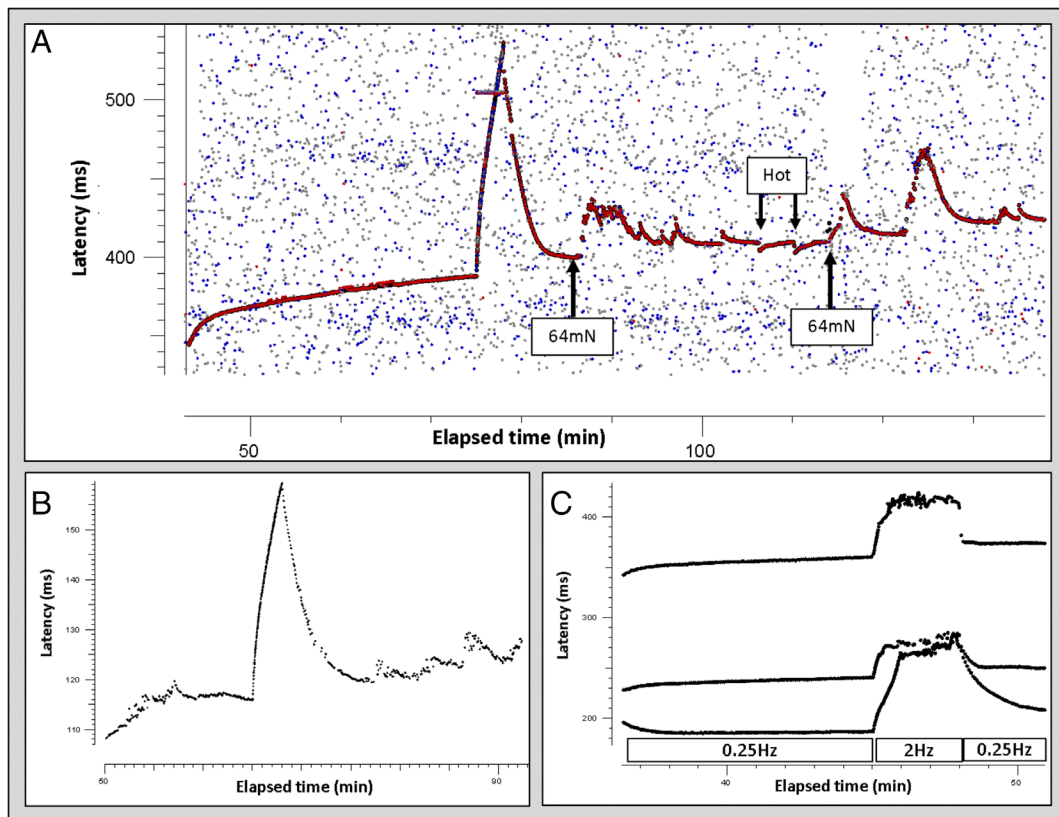 A
500
400
Latency (ms)
Hot
64mN
64mN
50
Elapsed time (min)
100
B
150
140
130
120
110
Latency (ms)
50
Elapsed time (min)
90
C
400
300
200
Latency (ms)
0.25Hz
2Hz
0.25Hz
40
50
Elapsed time (min)